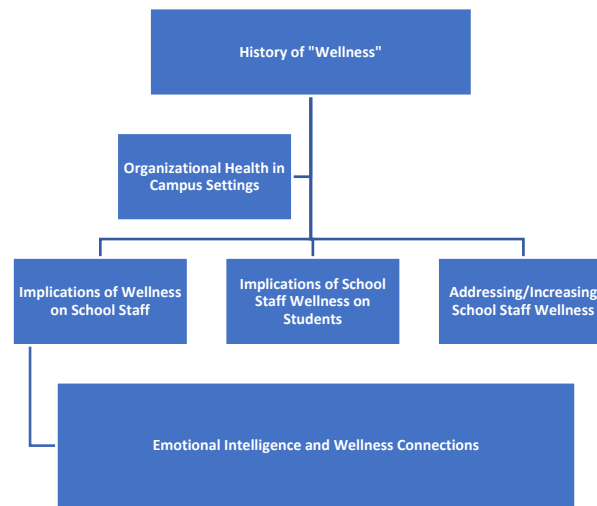 History of "Wellness"
Organizational Health in
Campus Settings
Implications of Wellness
on School Staff
Implications of School
Staff Wellness on
Students
Addressing/Increasing
School Staff Wellness
Emotional Intelligence and Wellness Connections